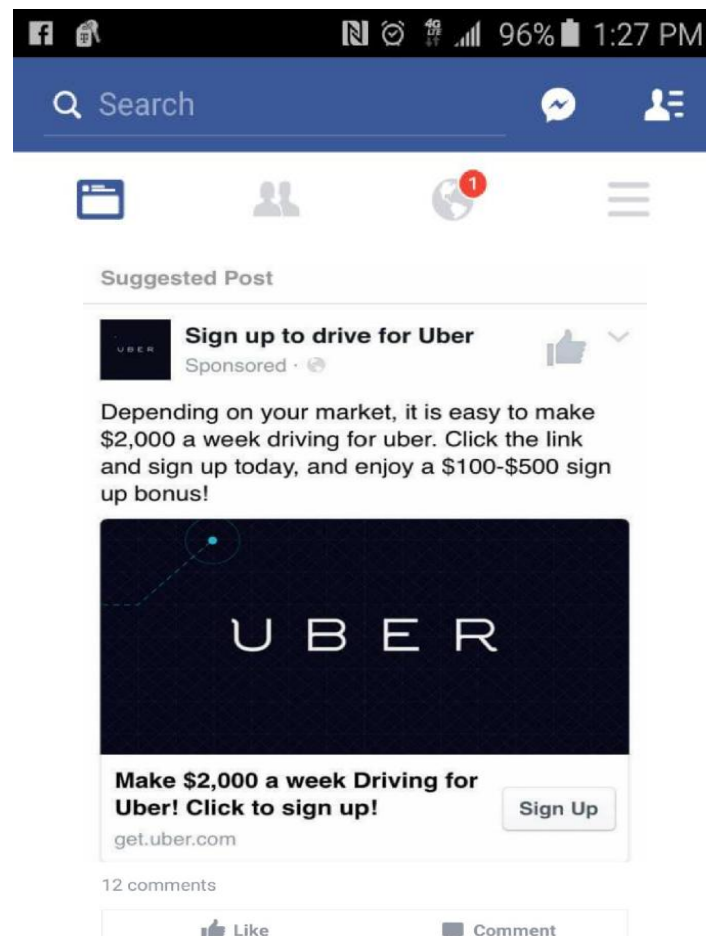 96% 1:27 PM
Search
1
Suggested Post
UBER
Sign up to drive for Uber
Sponsored ·
Depending on your market, it is easy to make
$2,000 a week driving for uber. Click the link
and sign up today, and enjoy a $100-$500 sign
up bonus!
UBER
Make $2,000 a week Driving for
Uber! Click to sign up!
Sign Up
get.uber.com
12 comments
Like Comment